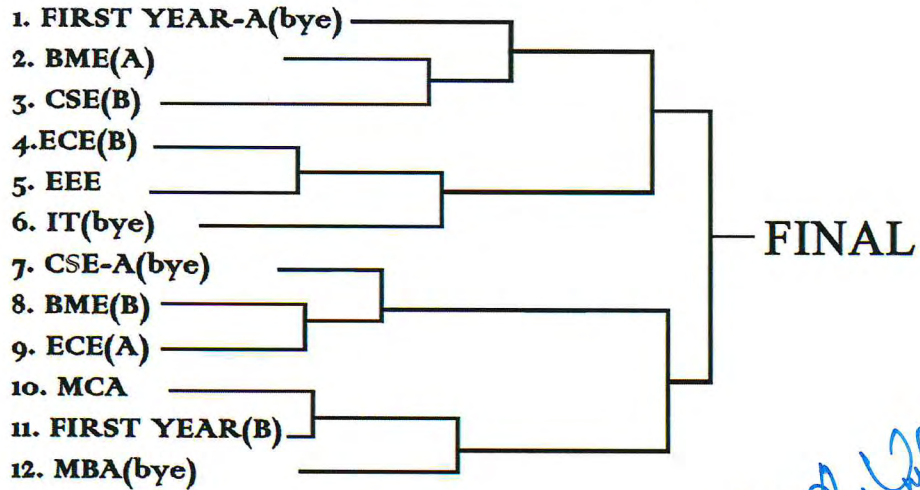 1. FIRST YEAR-A(bye)
2. BME(A)
3. CSE(B)
4.ECE(B)
5. EEE
6. IT(bye)
7. CSE-A(bye)
8. BME(B)
9. ECE(A)
10. MCA
11. FIRST YEAR(B)
12. MBA(bye)
FINAL